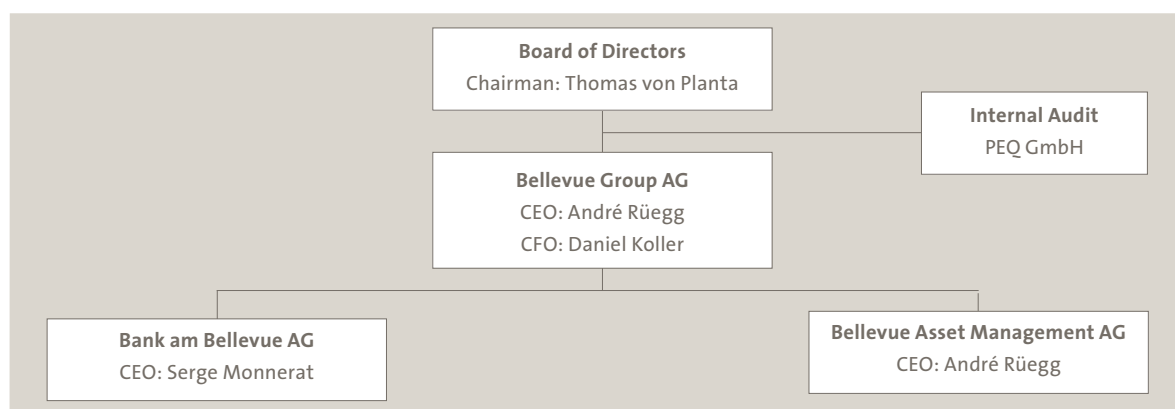 Board of Directors
Chairman: Thomas von Planta
Internal Audit
PEQ GmbH
Bellevue Group AG
CEO: André Rüegg
CFO: Daniel Koller
Bank am Bellevue AG
CEO: Serge Monnerat
Bellevue Asset Management AG
CEO: André Rüegg